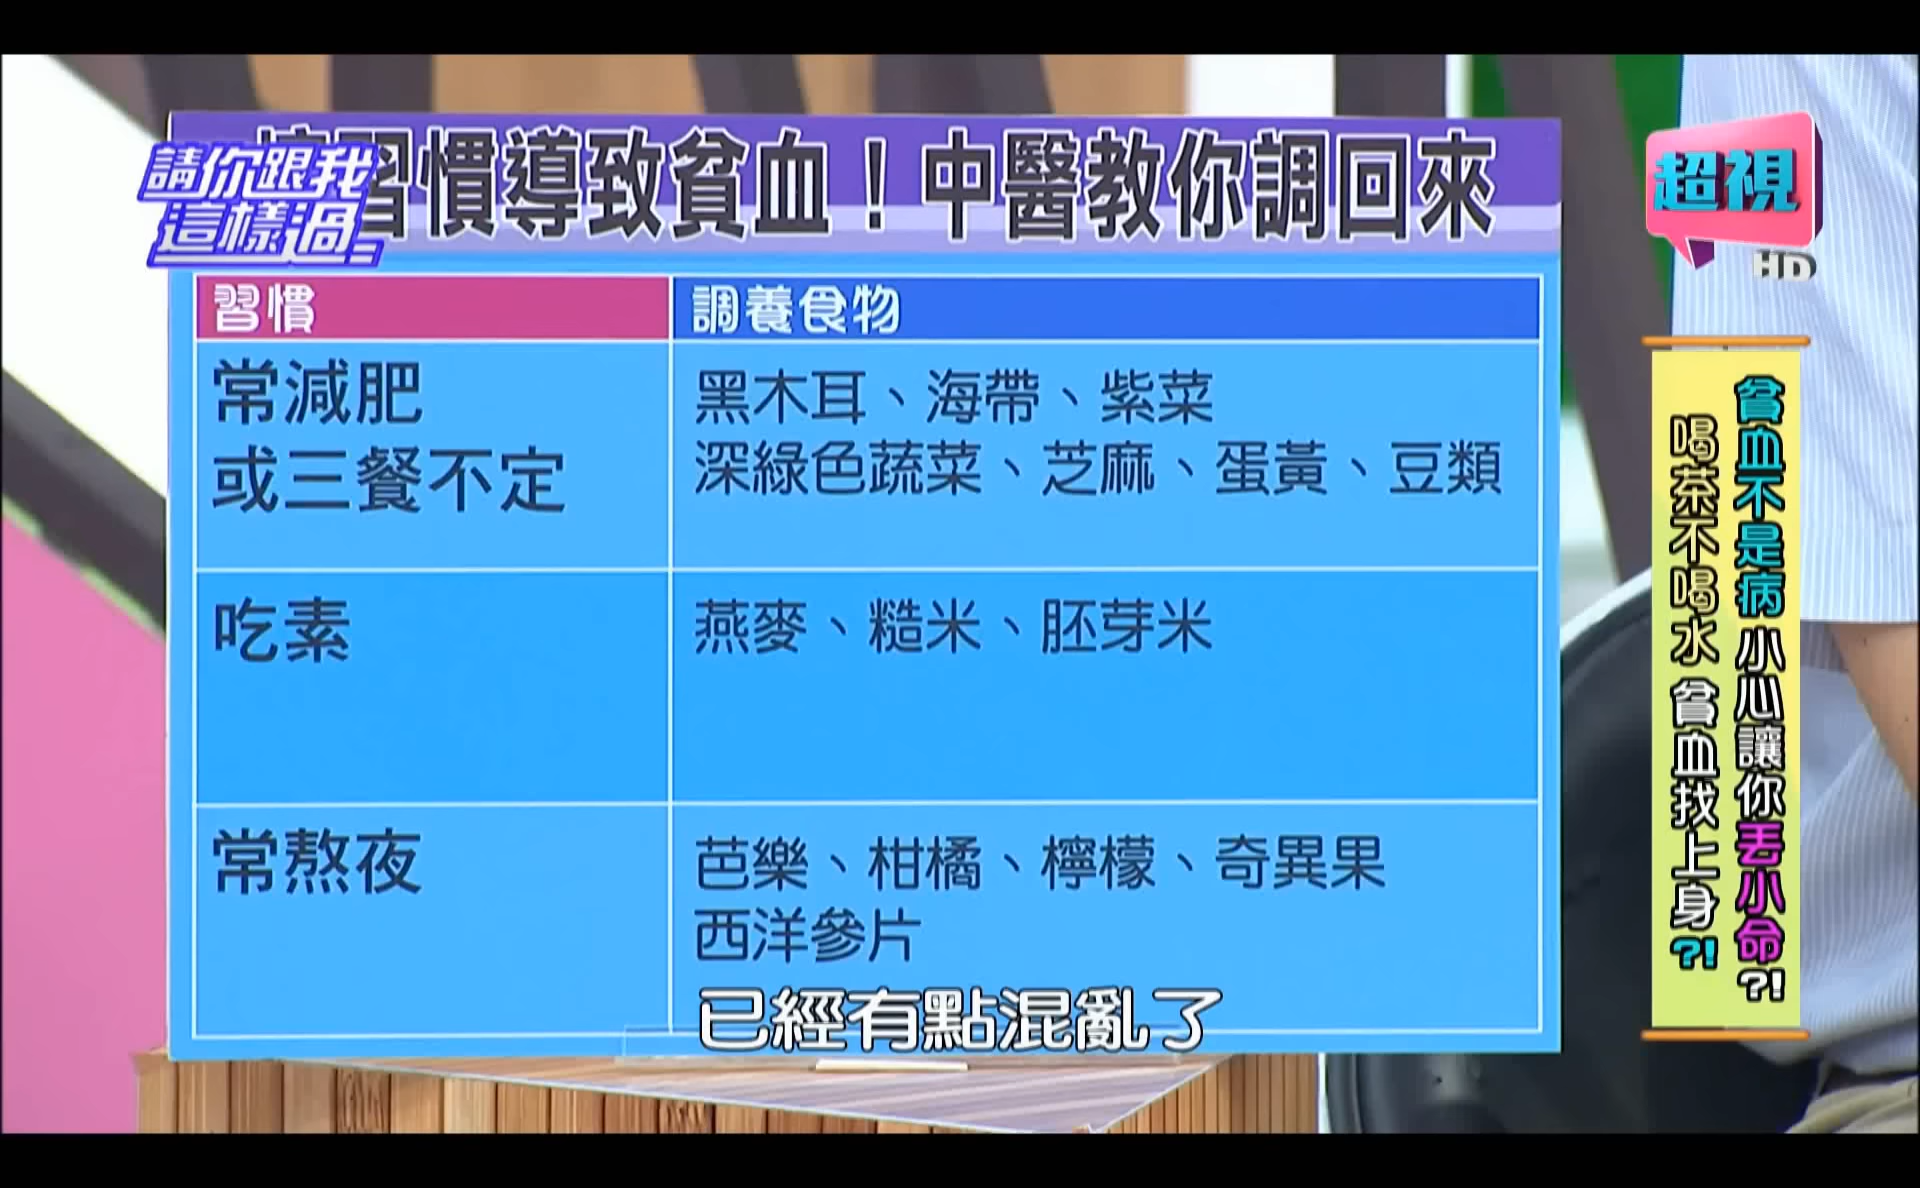 習慣導致貧血！中醫教你調回來
請你跟我
這樣過
超視
HD
習慣
調養食物
常減肥
或三餐不定
黑木耳、海帶、紫菜
深綠色蔬菜、芝麻、蛋黃、豆類
吃素
燕麥、糙米、胚芽米
常熬夜
芭樂、柑橘、檸檬、奇異果
西洋參片
貧血不是病 小心讓你丟小命?!
喝茶不喝水 貧血找上身?!
已經有點混亂了